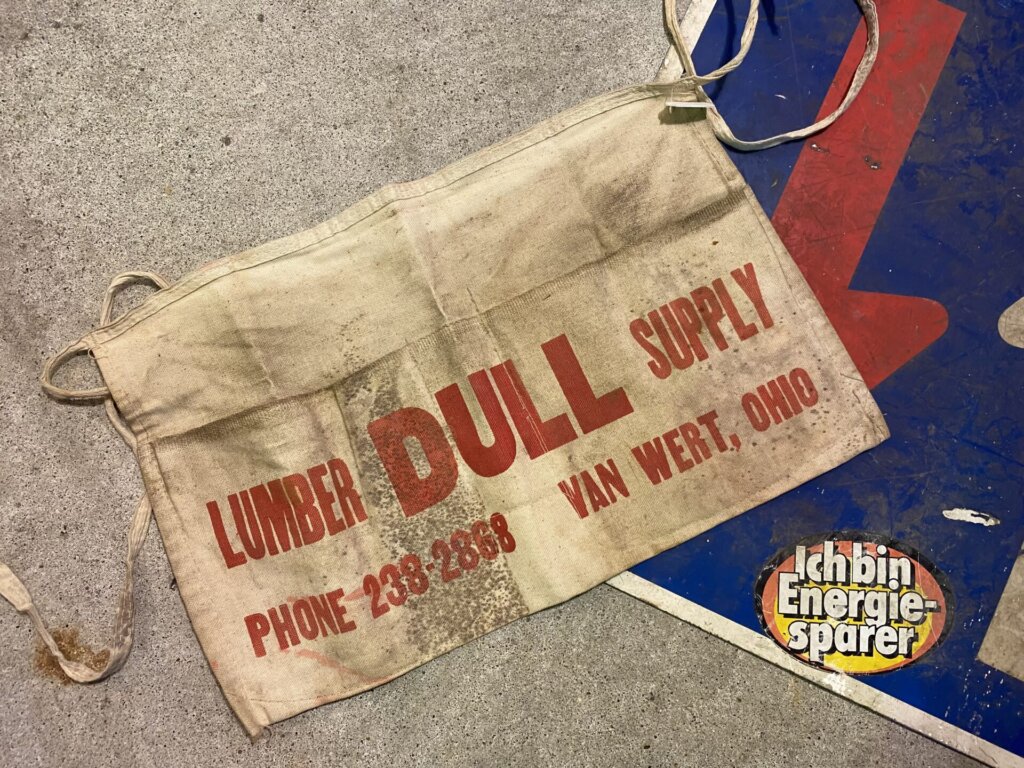 LUMBER DULL SUPPLY
PHONE 238-2868 VAN WERT, OHIO
Ich bin
Energie-
sparer